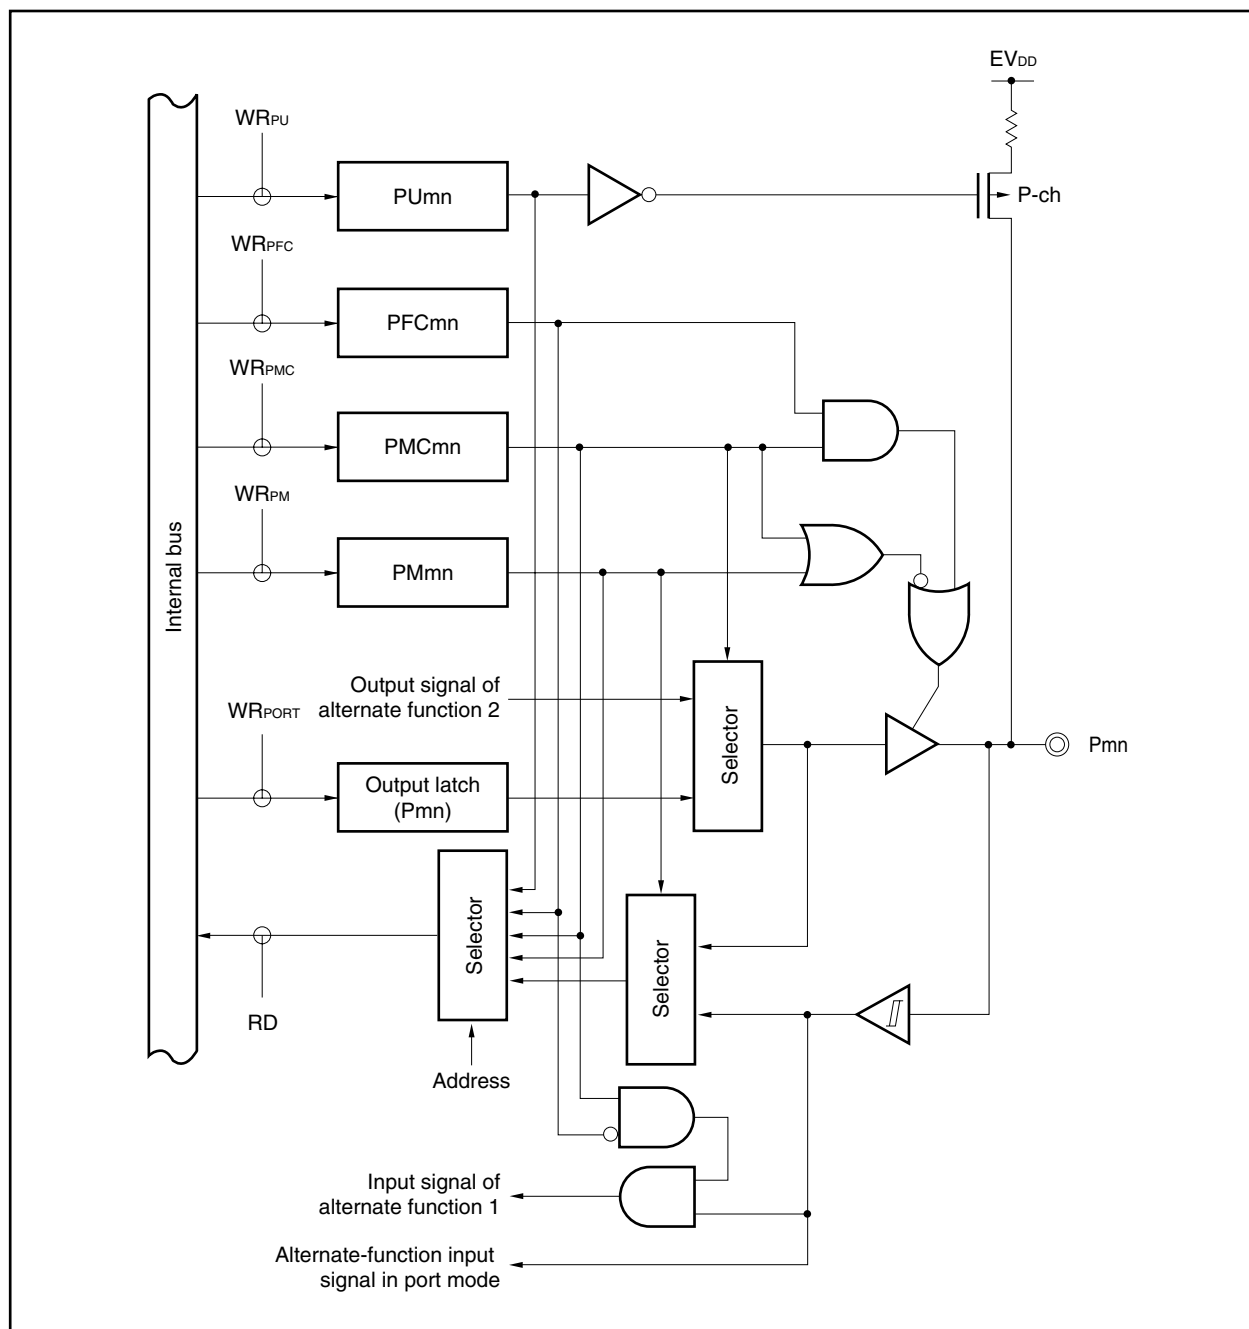 EVDD
WRPU
PUmn
P-ch
WRPFC
PFCmn
WRPMC
PMCmn
WRPM
PMmn
Internal bus
Output signal of
alternate function 2
WRPORT
Selector
Pmn
Output latch
(Pmn)
Selector
Selector
RD
Address
Input signal of
alternate function 1
Alternate-function input
signal in port mode